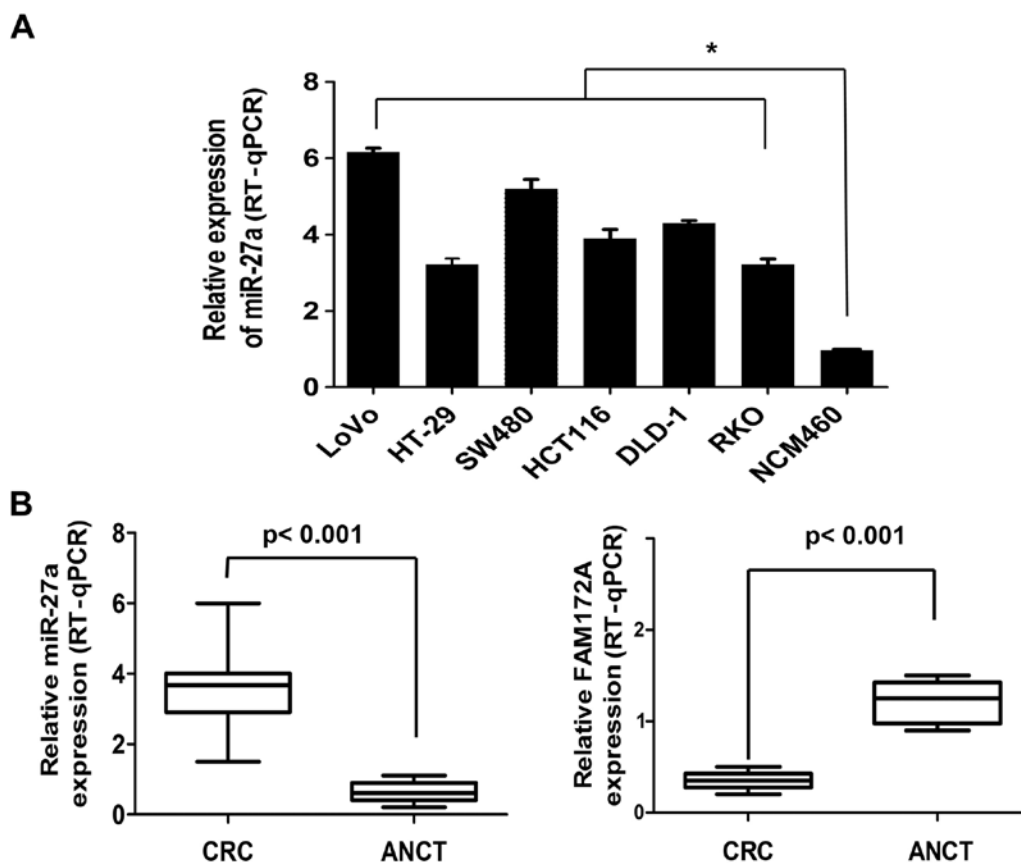 A
*
Relative expression
of miR-27a (RT-qPCR)
8
6
4
2
0
LoVo
HT-29
SW480
HCT116
DLD-1
RKO
NCM460
B
Relative miR-27a
expression (RT-qPCR)
8
6
4
2
0
p< 0.001
CRC
ANCT
Relative FAM172A
expression (RT-qPCR)
2
1
0
p< 0.001
CRC
ANCT